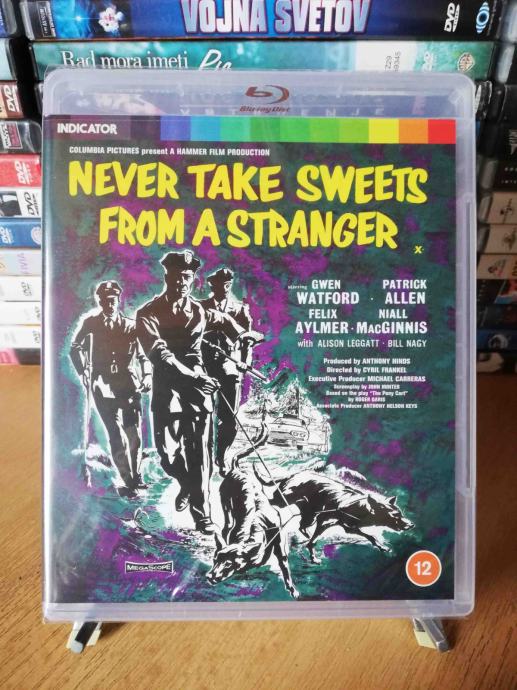 VOJNA SVETOV
DVD
Rad mora imeti Pia
Blu-ray Disc
INDICATOR
COLUMBIA PICTURES present A HAMMER FILM PRODUCTION
NEVER TAKE SWEETS
FROM A STRANGER
X
starring GWEN WATFORD · PATRICK ALLEN
FELIX AYLMER · NIALL MACGINNIS
with ALISON LEGGATT · BILL NAGY
Produced by ANTHONY HINDS
Directed by CYRIL FRANKEL
Executive Producer MICHAEL CARRERAS
Screenplay by JOHN HUNTER
Based on the play "The Pony Cart"
by ROGER GARIS
Associate Producer ANTHONY NELSON KEYS
MEGASCOPE
12